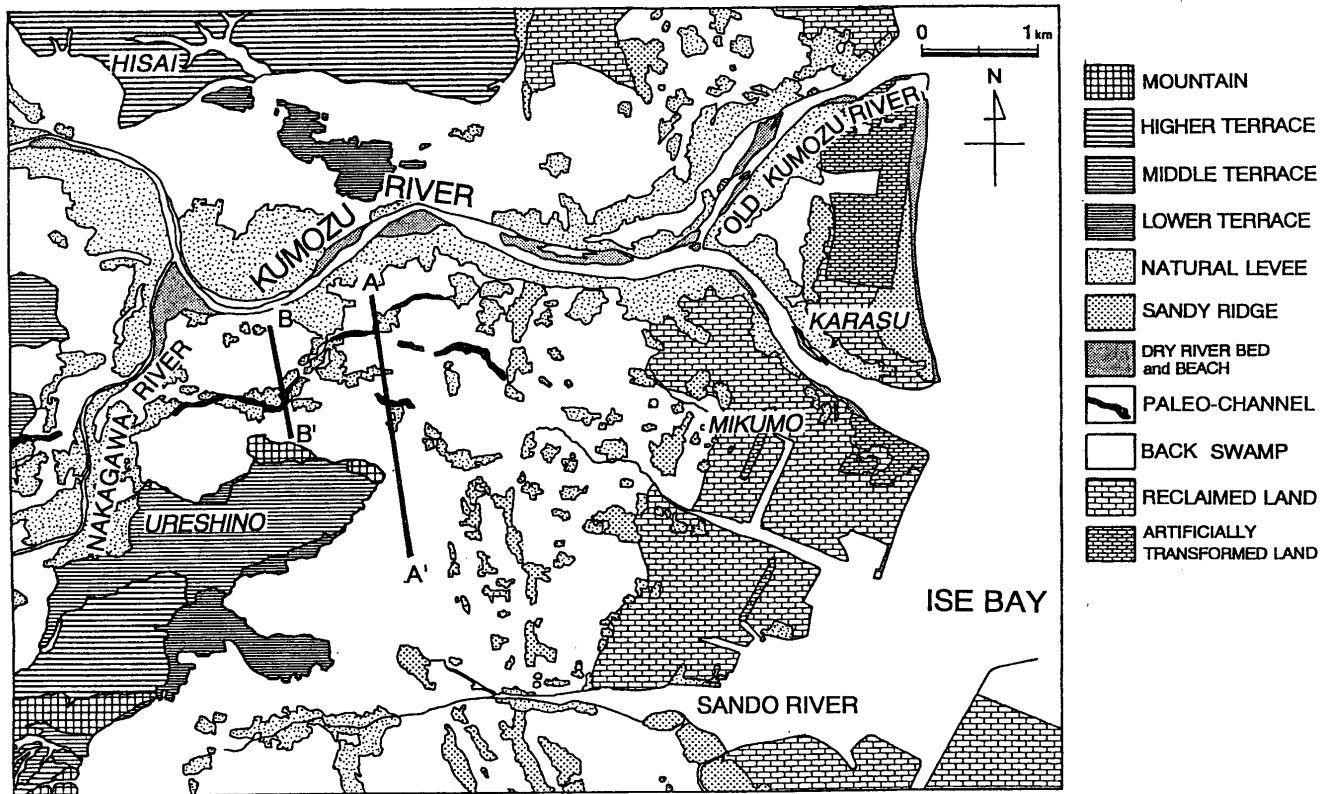 HISAI
0 1 km
N
KUMOZU RIVER
OLD KUMOZU RIVER
KARASU
A
B
NAKAGAWA RIVER
B'
MIKUMO
URESHINO
A'
ISE BAY
SANDO RIVER
MOUNTAIN
HIGHER TERRACE
MIDDLE TERRACE
LOWER TERRACE
NATURAL LEVEE
SANDY RIDGE
DRY RIVER BED
and BEACH
PALEO-CHANNEL
BACK SWAMP
RECLAIMED LAND
ARTIFICIALLY
TRANSFORMED LAND